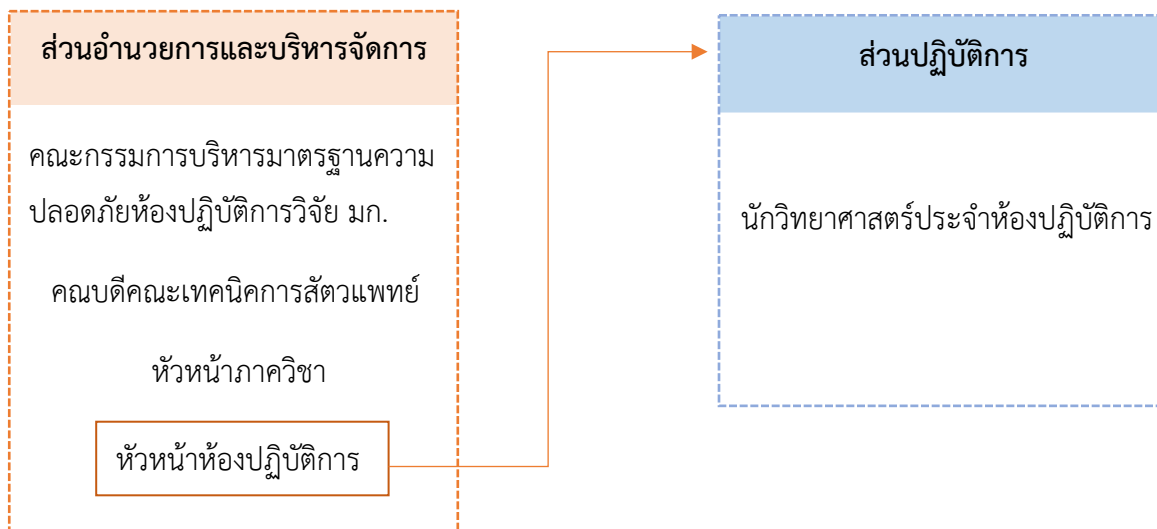 ส่วนอำนวยการและบริหารจัดการ
คณะกรรมการบริหารมาตรฐานความ
ปลอดภัยห้องปฏิบัติการวิจัย มก.
คณบดีคณะเทคนิคการสัตวแพทย์
หัวหน้าภาควิชา
หัวหน้าห้องปฏิบัติการ
ส่วนปฏิบัติการ
นักวิทยาศาสตร์ประจำห้องปฏิบัติการ